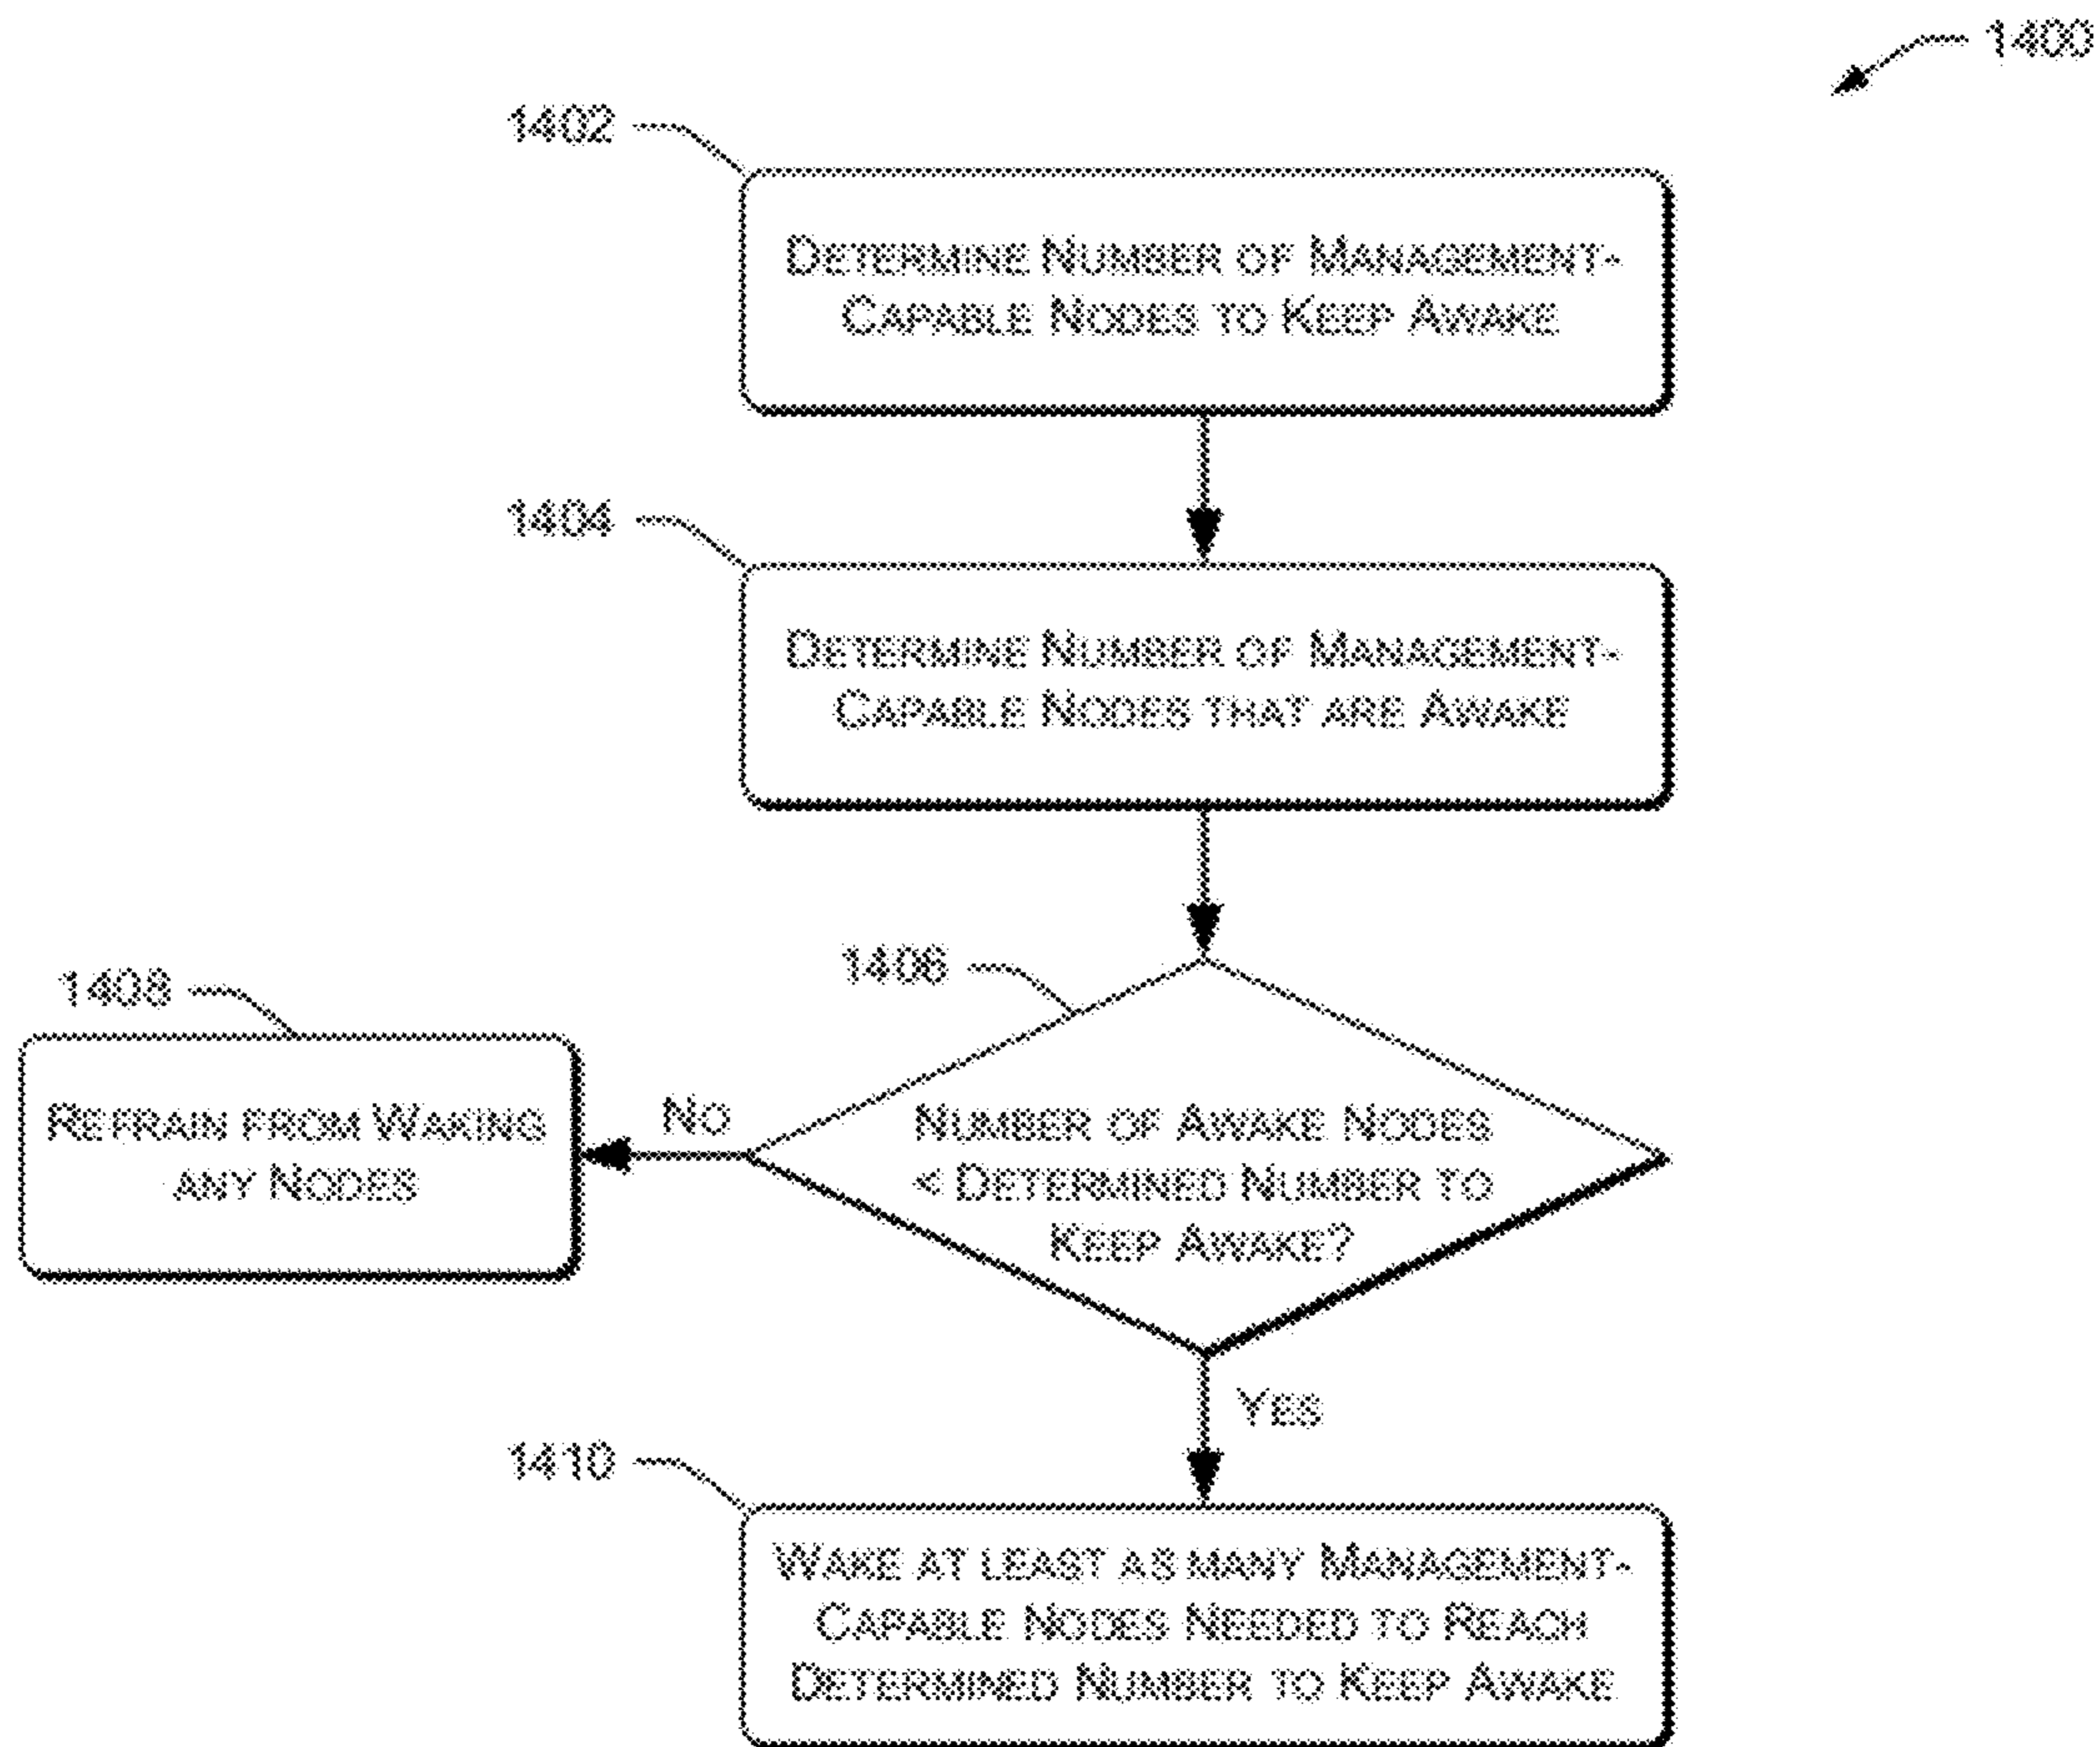 1400
1402
DETERMINE NUMBER OF MANAGEMENT-
CAPABLE NODES TO KEEP AWAKE
1404
DETERMINE NUMBER OF MANAGEMENT-
CAPABLE NODES THAT ARE AWAKE
1406
1408
NUMBER OF AWAKE NODES
< DETERMINED NUMBER TO
KEEP AWAKE?
NO
REFRAIN FROM WAKING
ANY NODES
YES
1410
WAKE AT LEAST AS MANY MANAGEMENT-
CAPABLE NODES NEEDED TO REACH
DETERMINED NUMBER TO KEEP AWAKE